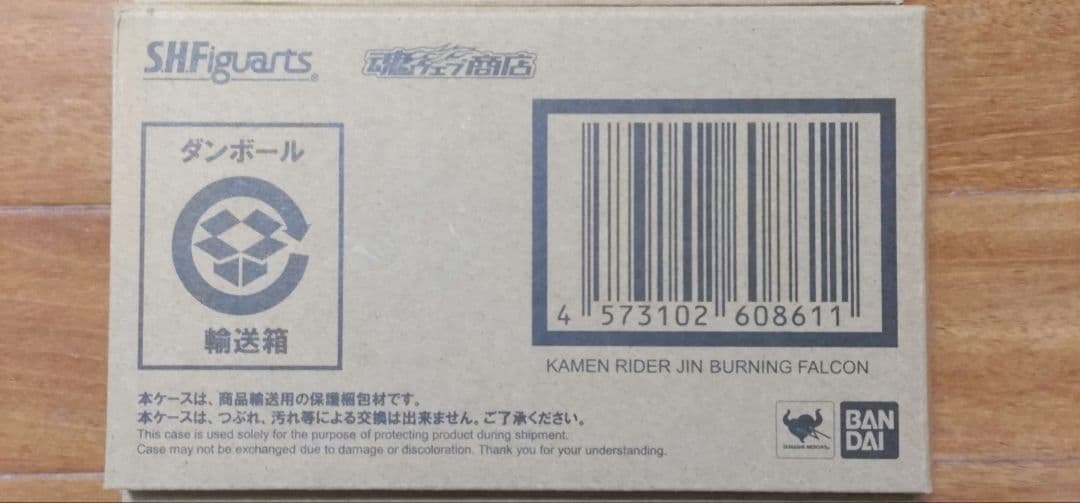 S.H.Figuarts
魂ウェブ商店
ダンボール
輸送箱
4 573102 608611
KAMEN RIDER JIN BURNING FALCON
本ケースは、商品輸送用の保護梱包材です。
本ケースは、つぶれ、汚れ等による交換は出来ません。ご了承ください。
This case is used solely for the purpose of protecting product during shipment.
Case may not be exchanged due to damage or discoloration. Thank you for your understanding.
TAMASHII NATIONS
BAN
DAI